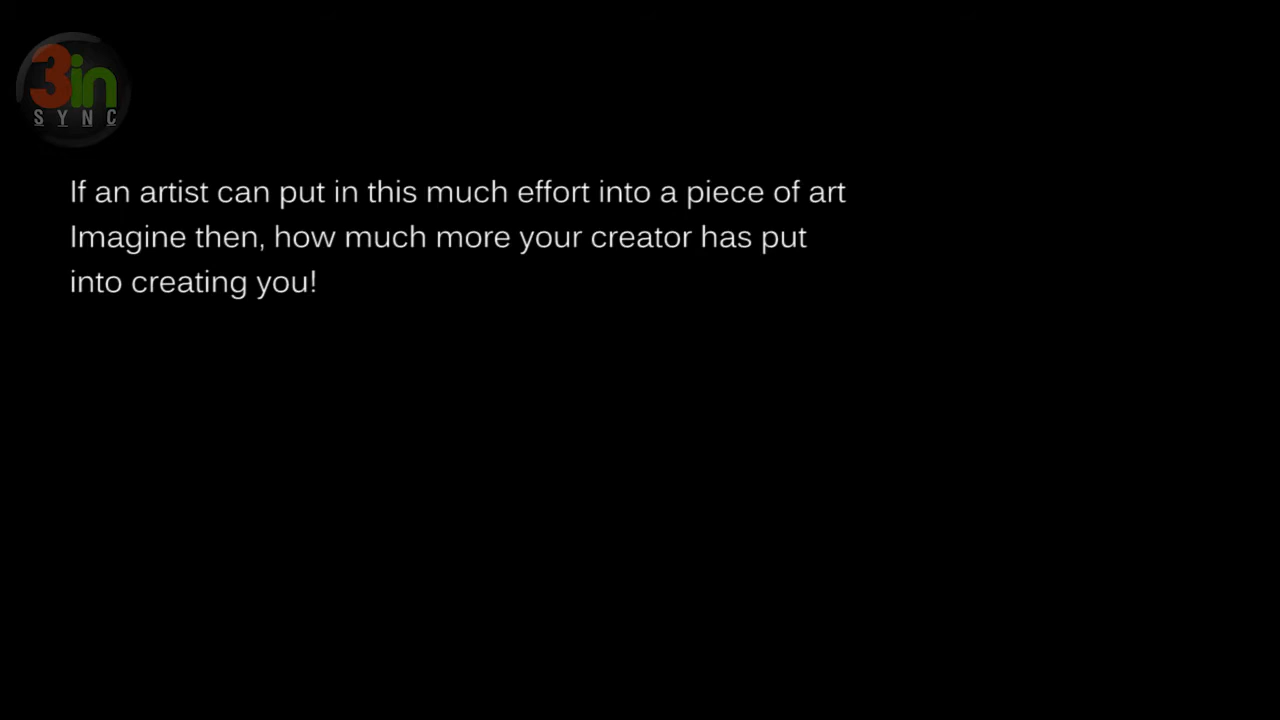 3in
SYNC
If an artist can put in this much effort into a piece of art
Imagine then, how much more your creator has put
into creating you!